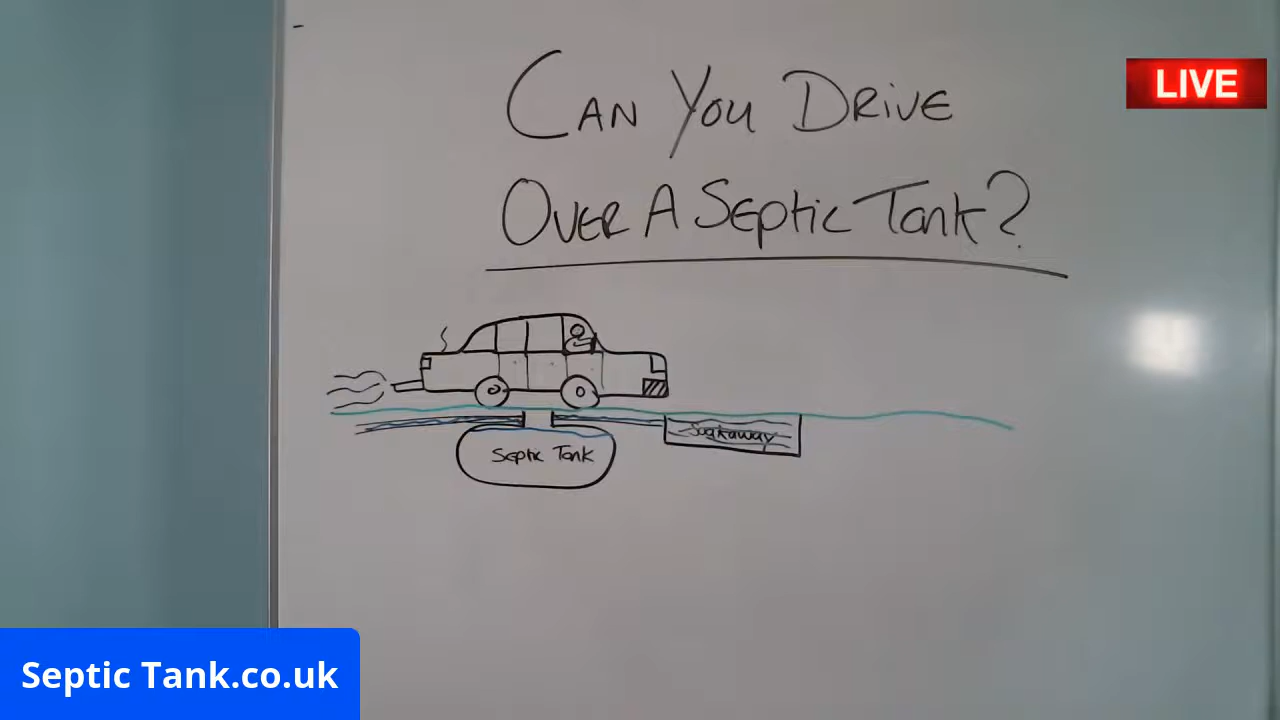 CAN YOU DRIVE
LIVE
OVER A SEPTIC TANK?
Soakaway
Septic Tank
Septic Tank.co.uk